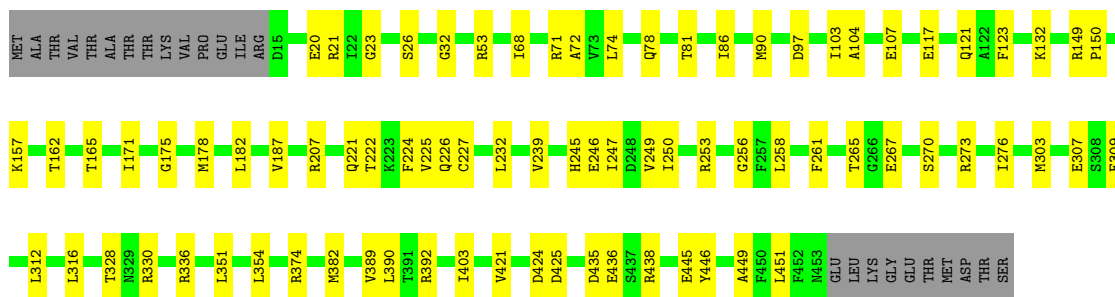 MET ALA THR VAL THR THR ALA THR THR LYS VAL PRO GLU ILE ARG D15 E20 R21 I22 G23 S26 G32 R53 I68 R71 A72 V73 L74 Q78 T81 I86 M90 D97 I103 A104 E107 E117 Q121 A122 F123 K132 R149 P150
K157 T162 T165 I171 G175 M178 L182 V187 R207 Q221 T222 K223 F224 V225 Q226 C227 L232 V239 H245 E246 I247 D248 V249 I250 R253 G256 F257 L258 F261 T265 G266 E267 S270 R273 I276 M303 E307 S308
L312 L316 T328 N329 R330 R336 L351 L354 R374 M382 V389 L390 T391 R392 I403 V421 D424 D425 D435 E436 S437 R438 E445 Y446 A449 F450 L451 F452 N453 GLU LEU LYS GLY GLU THR MET ASP THR SER